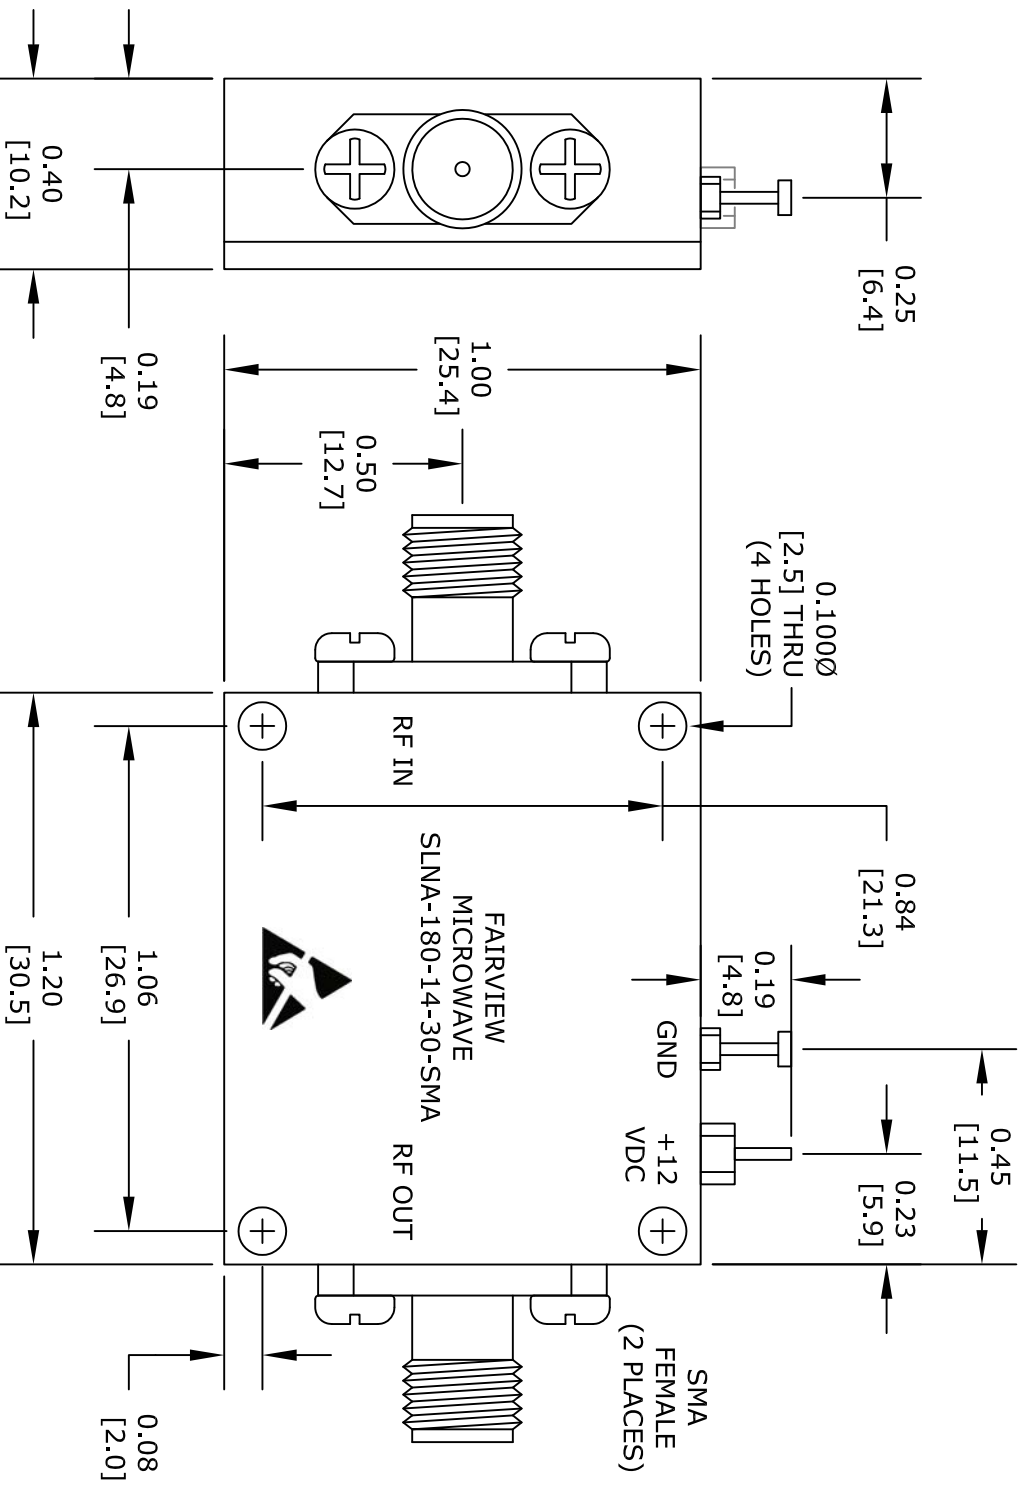 0.25
[6.4]
0.40
[10.2]
0.19
[4.8]
1.00
[25.4]
0.50
[12.7]
0.100Ø
[2.5] THRU
(4 HOLES)
0.84
[21.3]
0.19
[4.8]
0.45
[11.5]
0.23
[5.9]
GND
+12
VDC
RF IN
FAIRVIEW
MICROWAVE
SLNA-180-14-30-SMA
RF OUT
SMA
FEMALE
(2 PLACES)
1.06
[26.9]
1.20
[30.5]
0.08
[2.0]